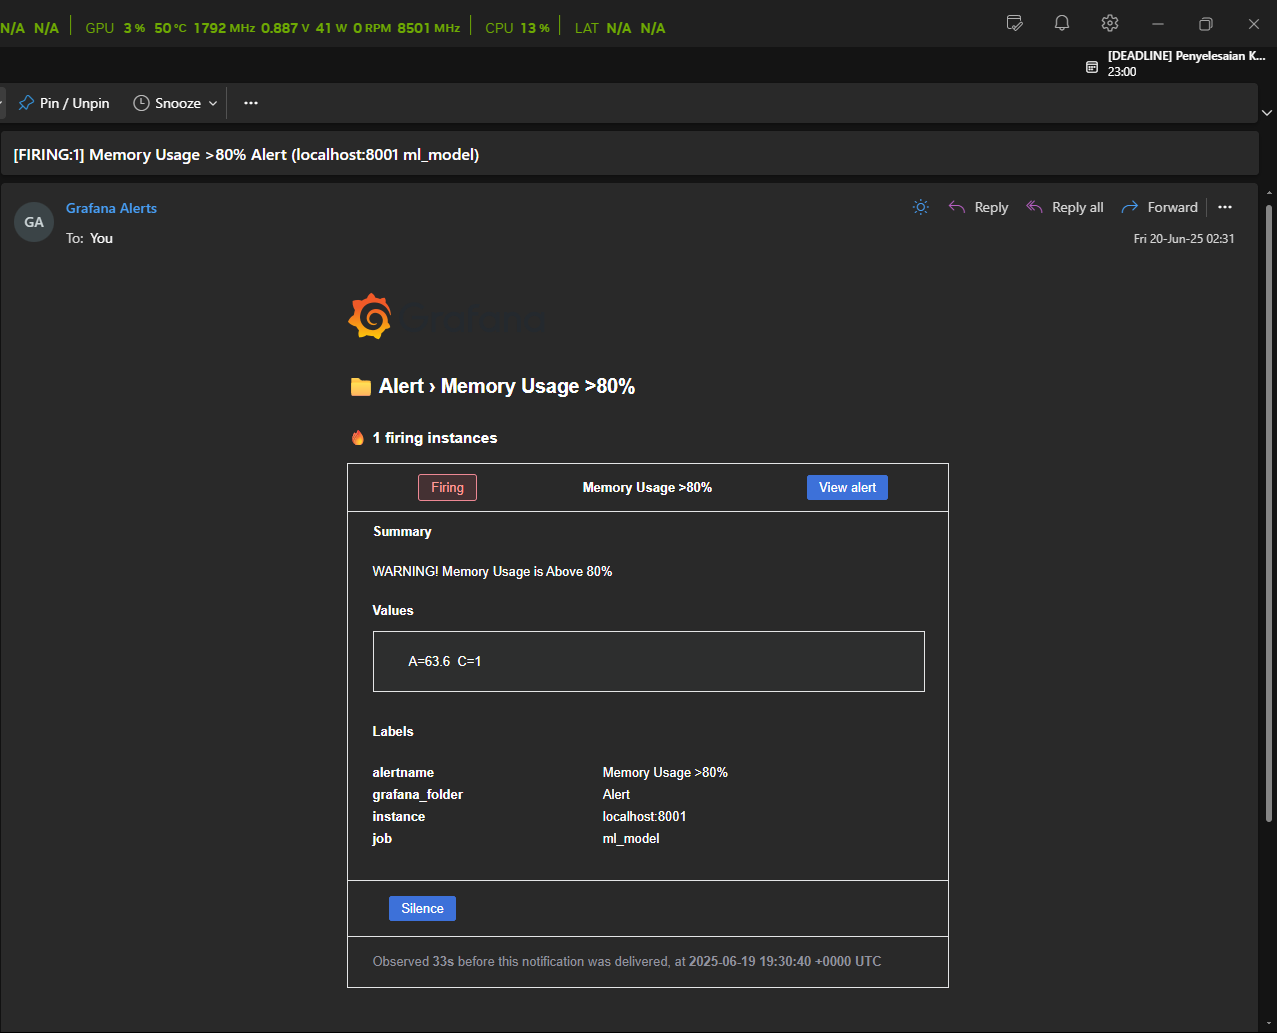 N/A N/A GPU 3 % 50 °C 1792 MHz 0.887 V 41 W 0 RPM 8501 MHz CPU 13 % LAT N/A N/A
[DEADLINE] Penyelesaian K...
23:00
Pin / Unpin Snooze
[FIRING:1] Memory Usage >80% Alert (localhost:8001 ml_model)
GA
Grafana Alerts
To: You
Reply Reply all Forward
Fri 20-Jun-25 02:31
Grafana
Alert › Memory Usage >80%
1 firing instances
Firing Memory Usage >80% View alert
Summary
WARNING! Memory Usage is Above 80%
Values
A=63.6 C=1
Labels
alertname Memory Usage >80%
grafana_folder Alert
instance localhost:8001
job ml_model
Silence
Observed 33s before this notification was delivered, at 2025-06-19 19:30:40 +0000 UTC